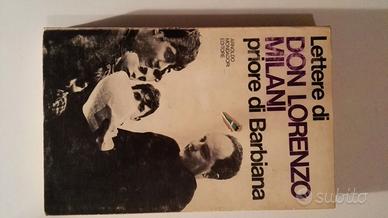 Lettere di
DON LORENZO
MILANI
priore di Barbiana
ARNOLDO
MONDADORI
EDITORE
subito